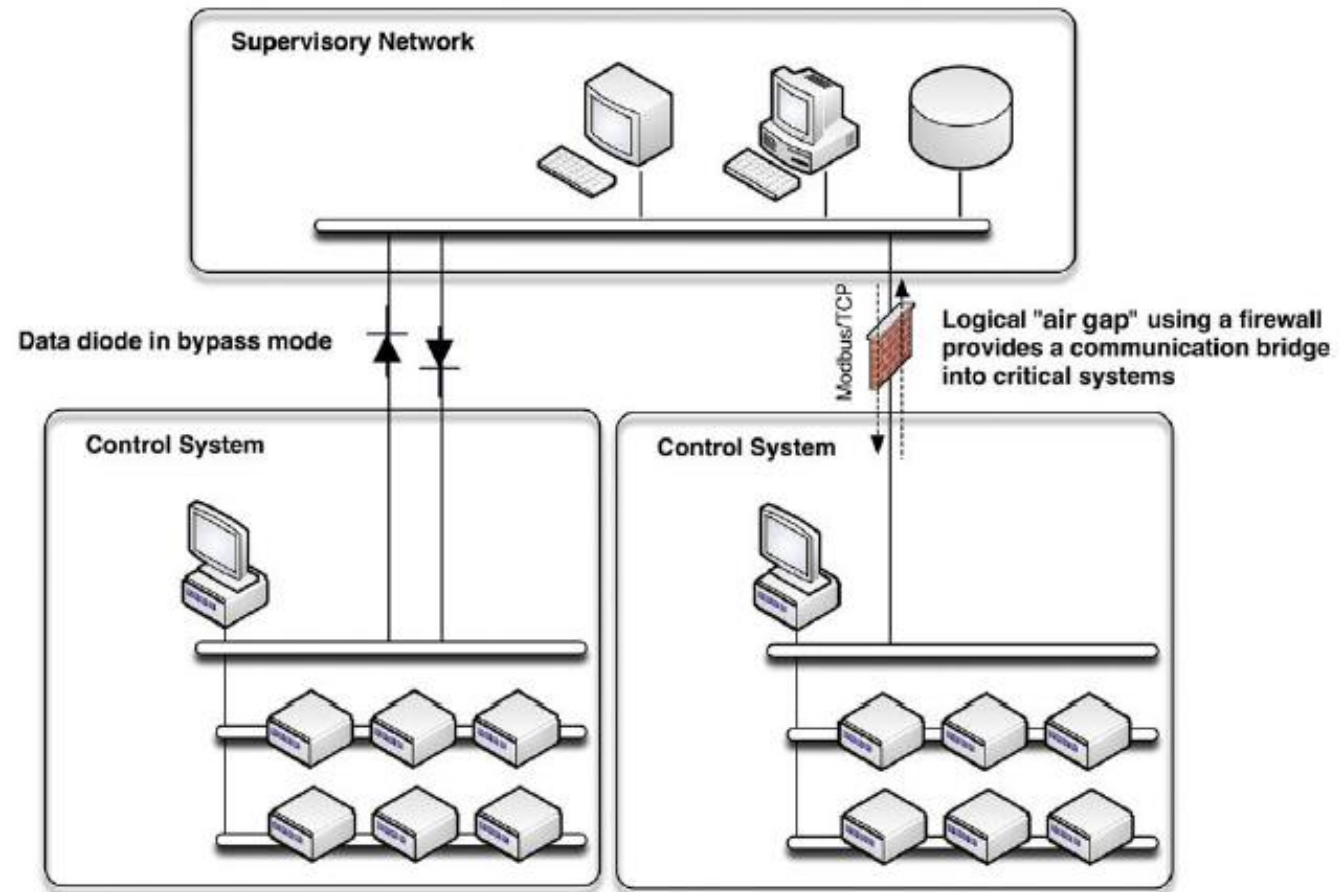 Supervisory Network
Data diode in bypass mode
Modbus/TCP
Logical "air gap" using a firewall
provides a communication bridge
into critical systems
Control System
Control System